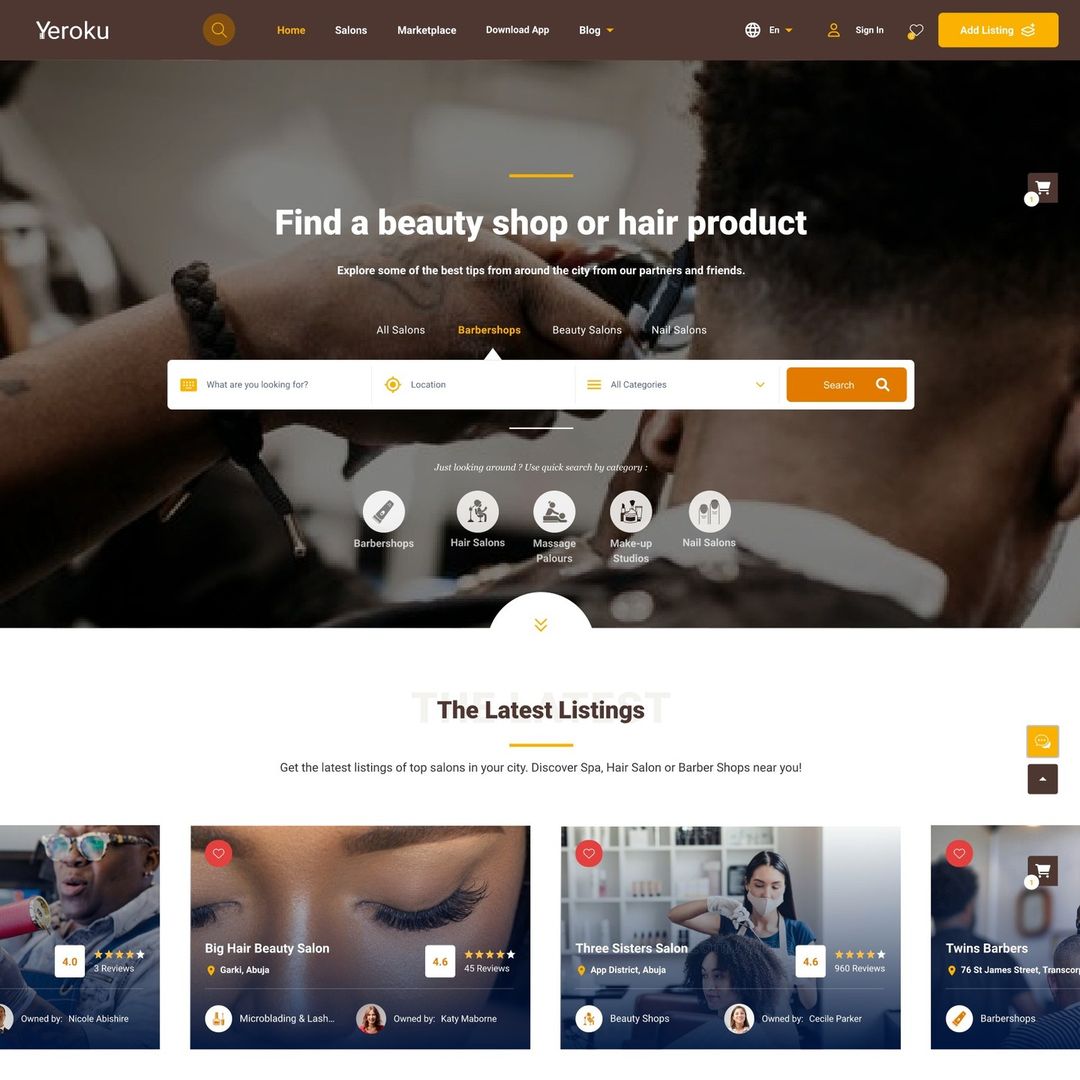 Yeroku
Home Salons Marketplace Download App Blog En Sign In Add Listing
1
Find a beauty shop or hair product
Explore some of the best tips from around the city from our partners and friends.
All Salons Barbershops Beauty Salons Nail Salons
What are you looking for? Location All Categories Search
Just looking around ? Use quick search by category :
Barbershops Hair Salons Massage Palours Make-up Studios Nail Salons
THE LATEST
The Latest Listings
Get the latest listings of top salons in your city. Discover Spa, Hair Salon or Barber Shops near you!
4.0
3 Reviews
Owned by: Nicole Abishire
Big Hair Beauty Salon
Garki, Abuja
4.6
45 Reviews
Microblading & Lash...
Owned by: Katy Maborne
Three Sisters Salon
App District, Abuja
4.6
960 Reviews
Beauty Shops
Owned by: Cecile Parker
1
Twins Barbers
76 St James Street, Transcorp
Barbershops